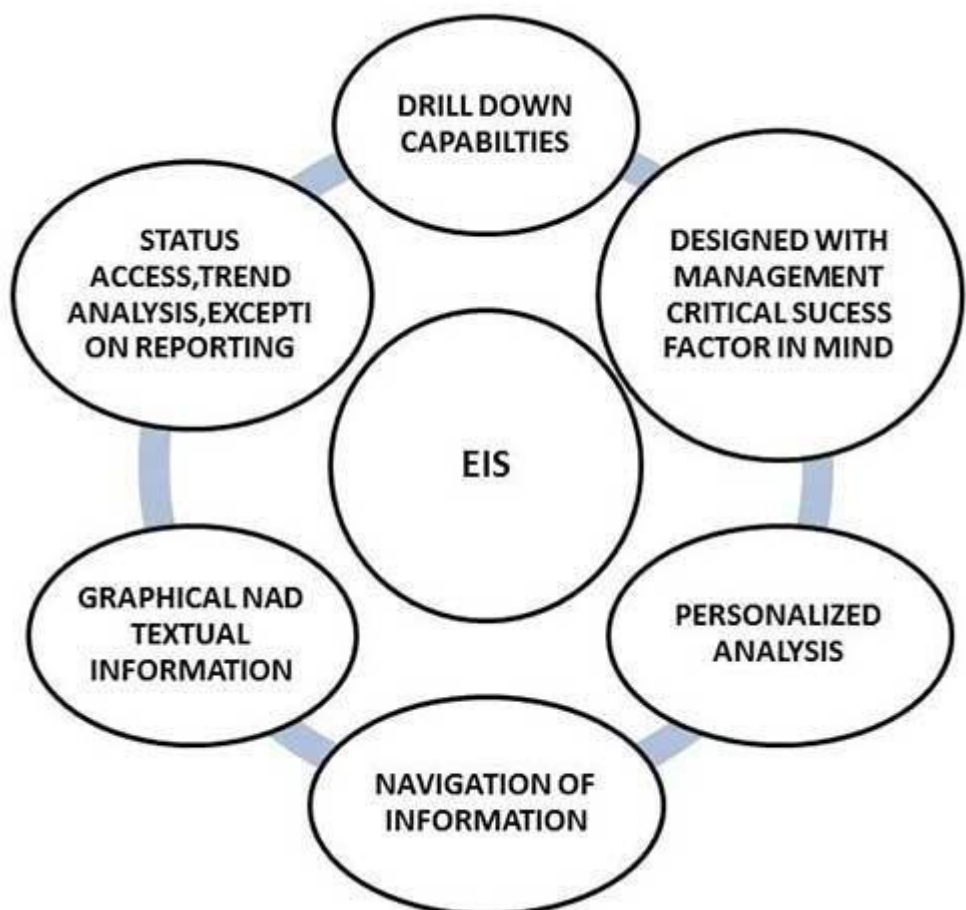 DRILL DOWN
CAPABILTIES
DESIGNED WITH
MANAGEMENT
CRITICAL SUCESS
FACTOR IN MIND
PERSONALIZED
ANALYSIS
NAVIGATION OF
INFORMATION
GRAPHICAL NAD
TEXTUAL
INFORMATION
STATUS
ACCESS,TREND
ANALYSIS,EXCEPTI
ON REPORTING
EIS